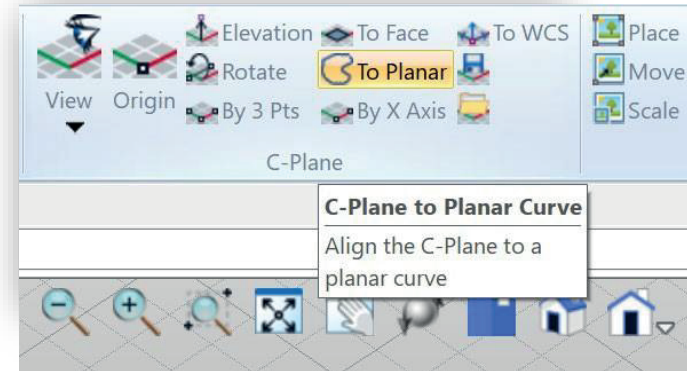 View
Origin
Elevation
To Face
To WCS
Rotate
To Planar
By 3 Pts
By X Axis
C-Plane
Place
Move
Scale
C-Plane to Planar Curve
Align the C-Plane to a
planar curve